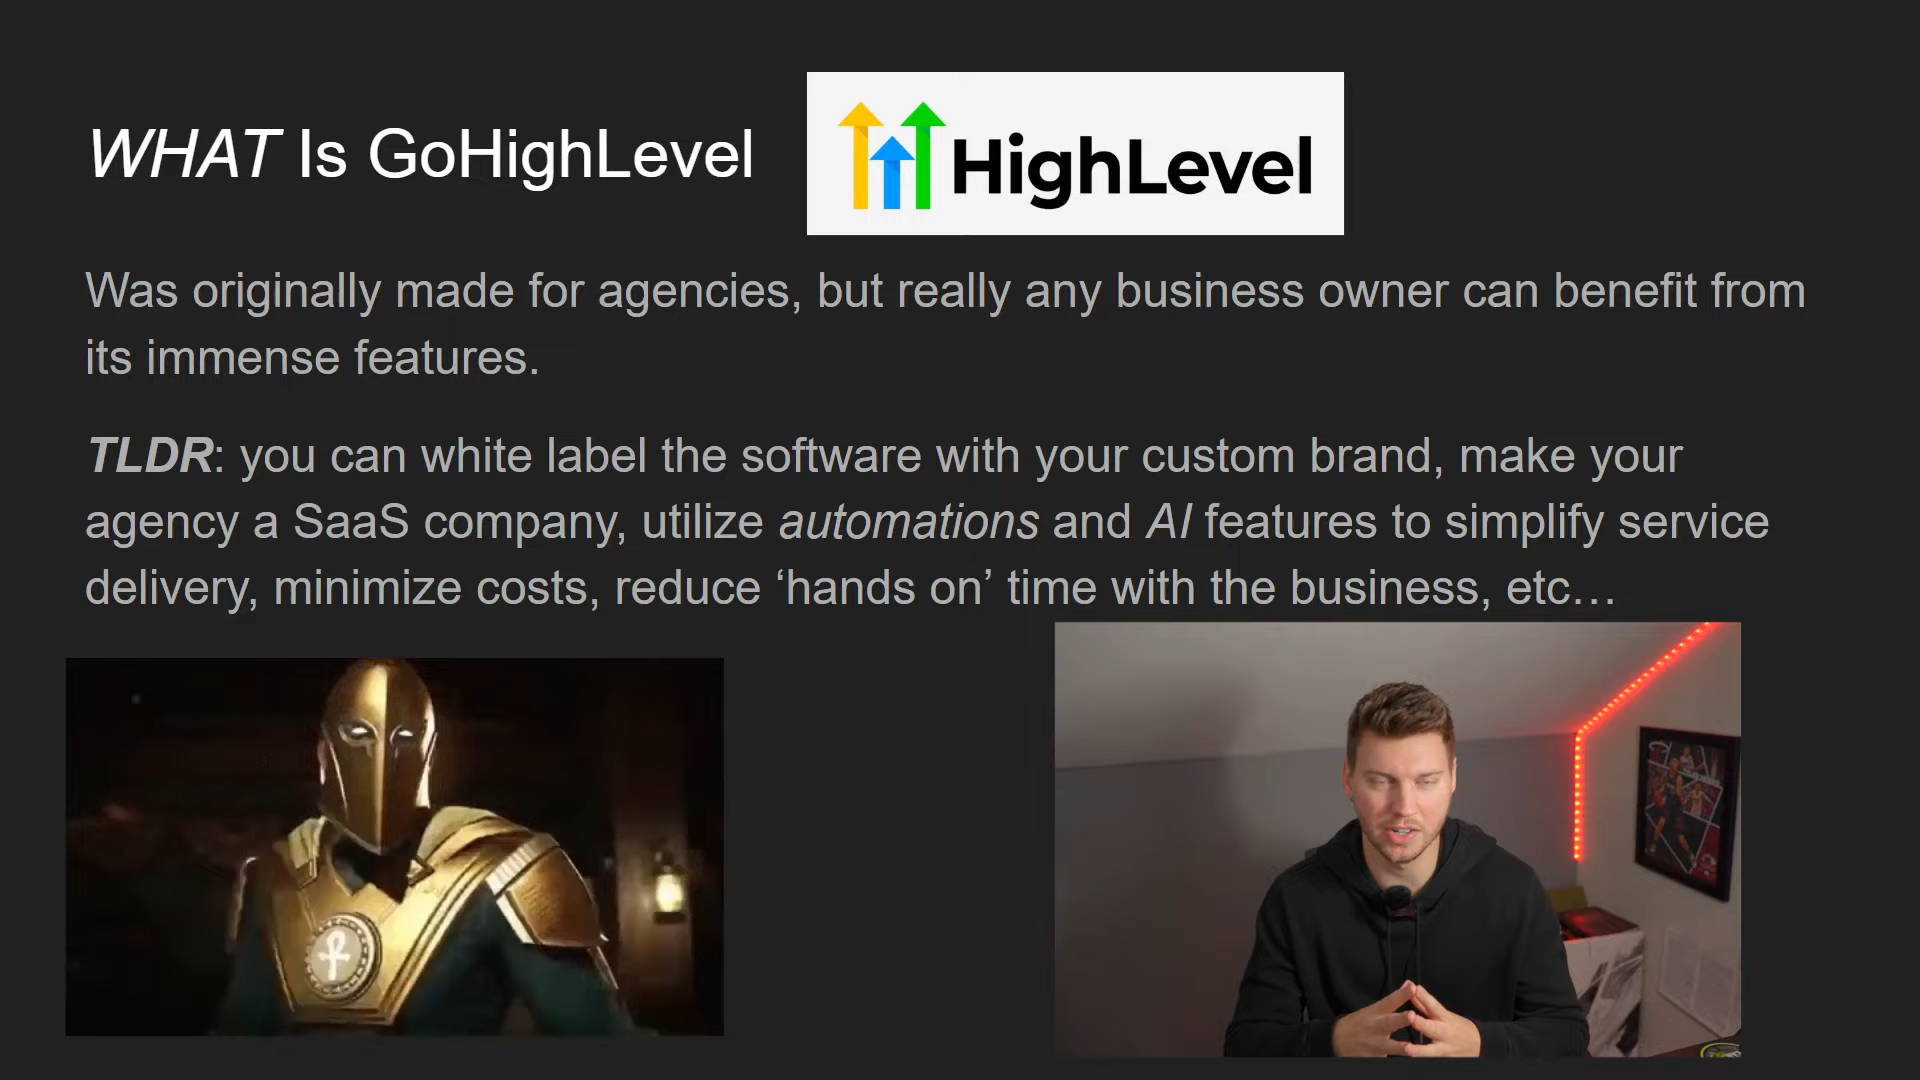 WHAT Is GoHighLevel
HighLevel
Was originally made for agencies, but really any business owner can benefit from
its immense features.
TLDR: you can white label the software with your custom brand, make your
agency a SaaS company, utilize automations and AI features to simplify service
delivery, minimize costs, reduce ‘hands on’ time with the business, etc…